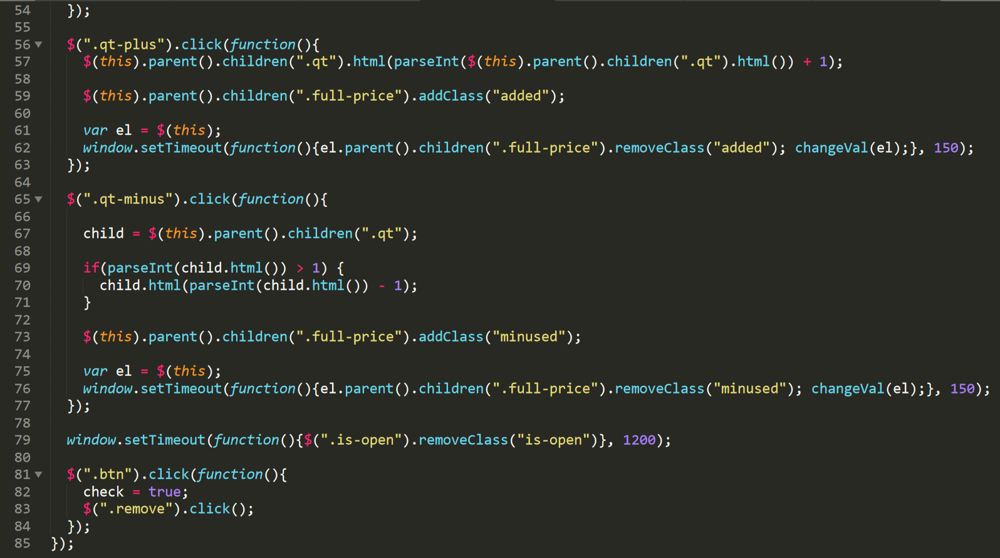 54 });
55
56 $(".qt-plus").click(function(){
57 $(this).parent().children(".qt").html(parseInt($(this).parent().children(".qt").html()) + 1);
58
59 $(this).parent().children(".full-price").addClass("added");
60
61 var el = $(this);
62 window.setTimeout(function(){el.parent().children(".full-price").removeClass("added"); changeVal(el);}, 150);
63 });
64
65 $(".qt-minus").click(function(){
66
67 child = $(this).parent().children(".qt");
68
69 if(parseInt(child.html()) > 1) {
70 child.html(parseInt(child.html()) - 1);
71 }
72
73 $(this).parent().children(".full-price").addClass("minused");
74
75 var el = $(this);
76 window.setTimeout(function(){el.parent().children(".full-price").removeClass("minused"); changeVal(el);}, 150);
77 });
78
79 window.setTimeout(function(){$(".is-open").removeClass("is-open")}, 1200);
80
81 $(".btn").click(function(){
82 check = true;
83 $(".remove").click();
84 });
85 });